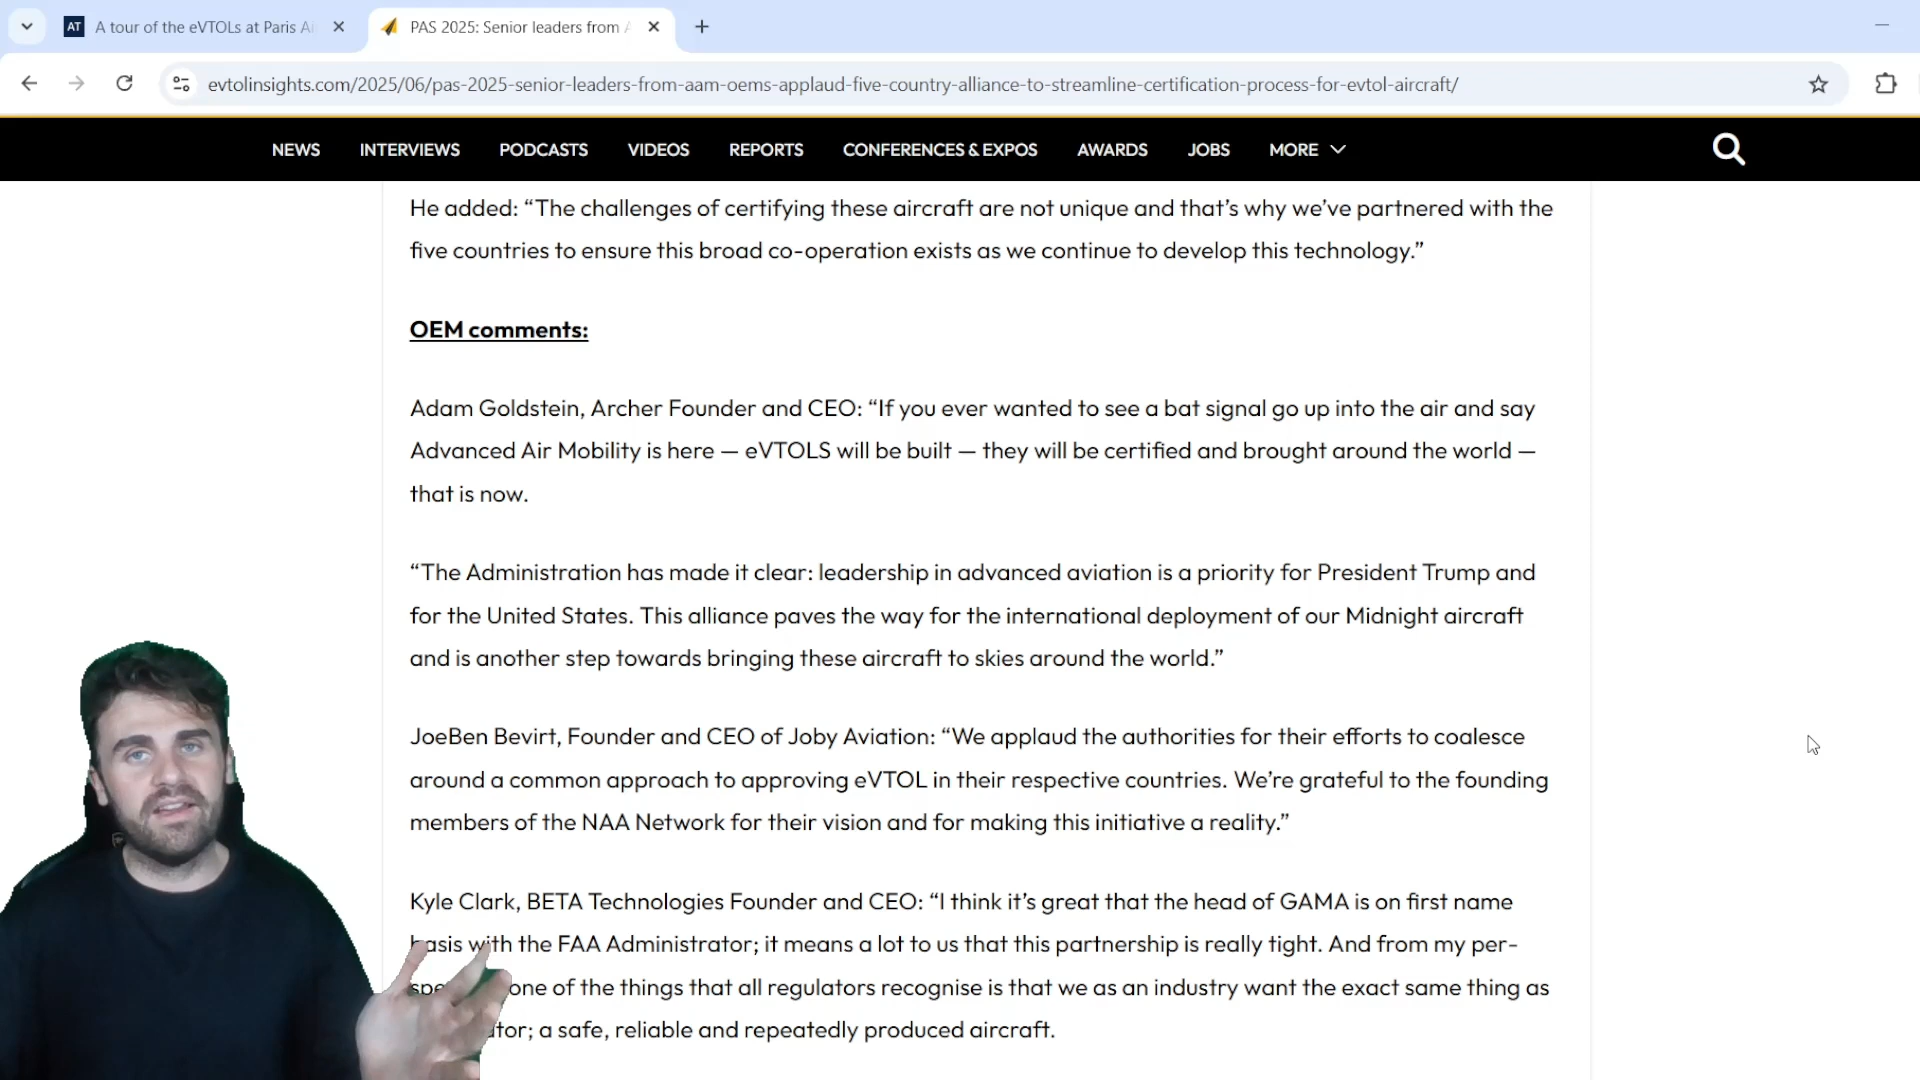 AT A tour of the eVTOLs at Paris Ai
PAS 2025: Senior leaders from A
evtolinsights.com/2025/06/pas-2025-senior-leaders-from-aam-oems-applaud-five-country-alliance-to-streamline-certification-process-for-evtol-aircraft/
NEWS INTERVIEWS PODCASTS VIDEOS REPORTS CONFERENCES & EXPOS AWARDS JOBS MORE
He added: “The challenges of certifying these aircraft are not unique and that’s why we’ve partnered with the
five countries to ensure this broad co-operation exists as we continue to develop this technology.”
OEM comments:
Adam Goldstein, Archer Founder and CEO: “If you ever wanted to see a bat signal go up into the air and say
Advanced Air Mobility is here — eVTOLS will be built — they will be certified and brought around the world —
that is now.
“The Administration has made it clear: leadership in advanced aviation is a priority for President Trump and
for the United States. This alliance paves the way for the international deployment of our Midnight aircraft
and is another step towards bringing these aircraft to skies around the world.”
JoeBen Bevirt, Founder and CEO of Joby Aviation: “We applaud the authorities for their efforts to coalesce
around a common approach to approving eVTOL in their respective countries. We’re grateful to the founding
members of the NAA Network for their vision and for making this initiative a reality.”
Kyle Clark, BETA Technologies Founder and CEO: “I think it’s great that the head of GAMA is on first name
basis with the FAA Administrator; it means a lot to us that this partnership is really tight. And from my per-
one of the things that all regulators recognise is that we as an industry want the exact same thing as
a safe, reliable and repeatedly produced aircraft.